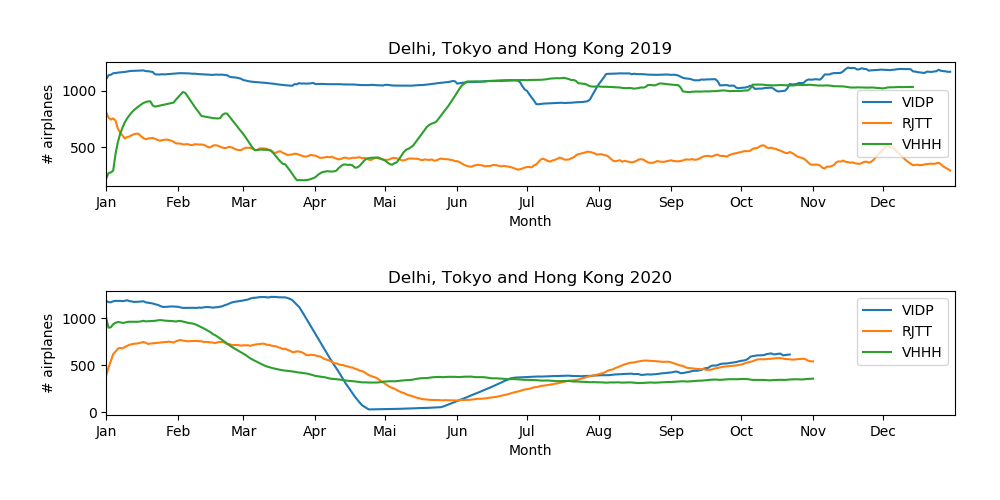 Delhi, Tokyo and Hong Kong 2019
# airplanes
1000
500
VIDP
RJTT
VHHH
Jan Feb Mar Apr Mai Jun Jul Aug Sep Oct Nov Dec
Month
Delhi, Tokyo and Hong Kong 2020
# airplanes
1000
500
0
VIDP
RJTT
VHHH
Jan Feb Mar Apr Mai Jun Jul Aug Sep Oct Nov Dec
Month